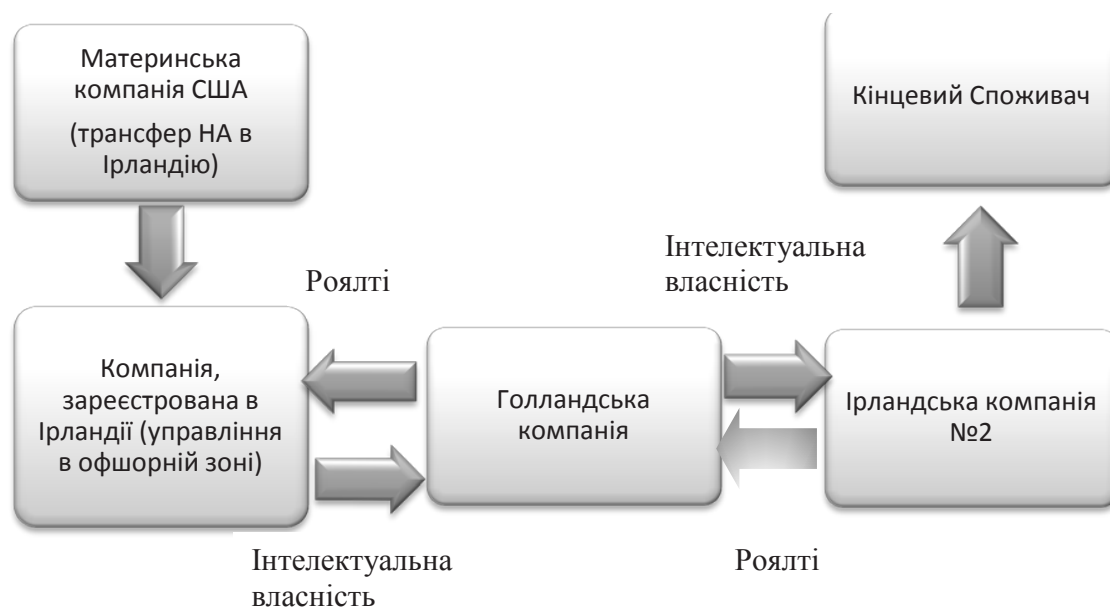 Материнська
компанія США
(трансфер НА в
Ірландію)
Кінцевий Споживач
Роялті
Інтелектуальна
власність
Компанія,
зареєстрована в
Ірландії (управління
в офшорній зоні)
Голландська
компанія
Ірландська компанія
№2
Інтелектуальна
власність
Роялті